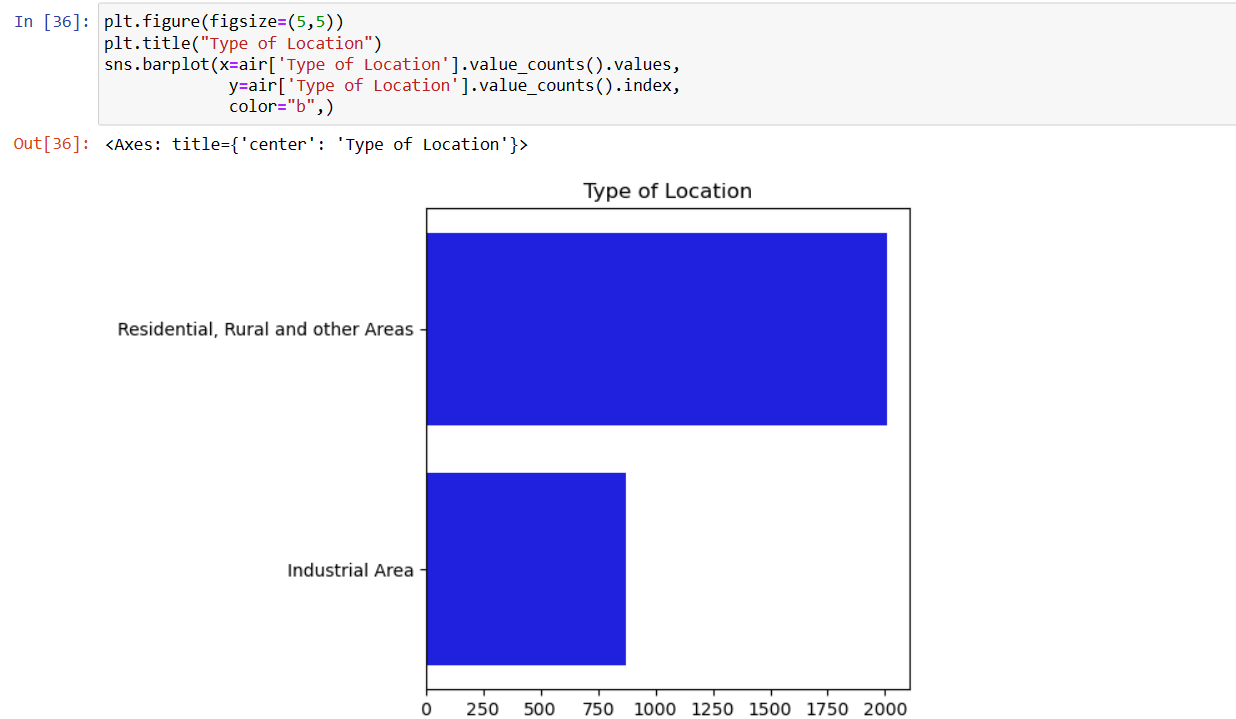 In [36]: plt.figure(figsize=(5,5))
plt.title("Type of Location")
sns.barplot(x=air['Type of Location'].value_counts().values,
y=air['Type of Location'].value_counts().index,
color="b",)
Out[36]: <Axes: title={'center': 'Type of Location'}>
Type of Location
Residential, Rural and other Areas
Industrial Area
0 250 500 750 1000 1250 1500 1750 2000